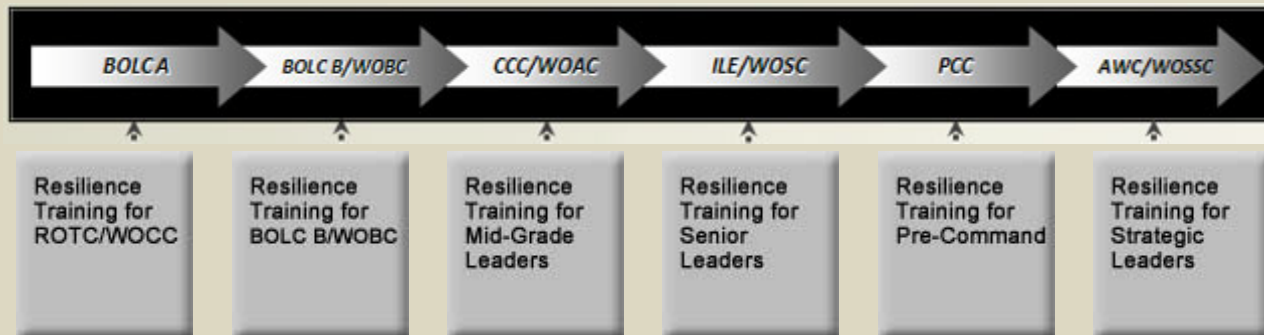 BOLC A
BOLC B/WOBC
CCC/WOAC
ILE/WOSC
PCC
AWC/WOSSC
Resilience
Training for
ROTC/WOCC
Resilience
Training for
BOLC B/WOBC
Resilience
Training for
Mid-Grade
Leaders
Resilience
Training for
Senior
Leaders
Resilience
Training for
Pre-Command
Resilience
Training for
Strategic
Leaders